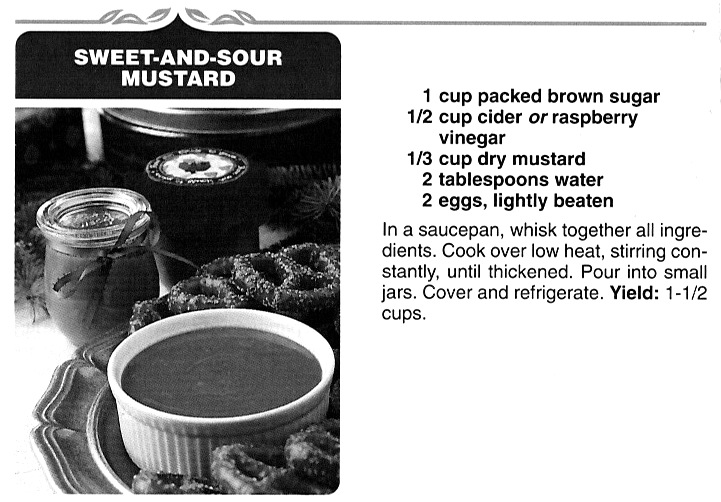 SWEET-AND-SOUR
MUSTARD
1 cup packed brown sugar
1/2 cup cider or raspberry
vinegar
1/3 cup dry mustard
2 tablespoons water
2 eggs, lightly beaten
In a saucepan, whisk together all ingre-
dients. Cook over low heat, stirring con-
stantly, until thickened. Pour into small
jars. Cover and refrigerate. Yield: 1-1/2
cups.